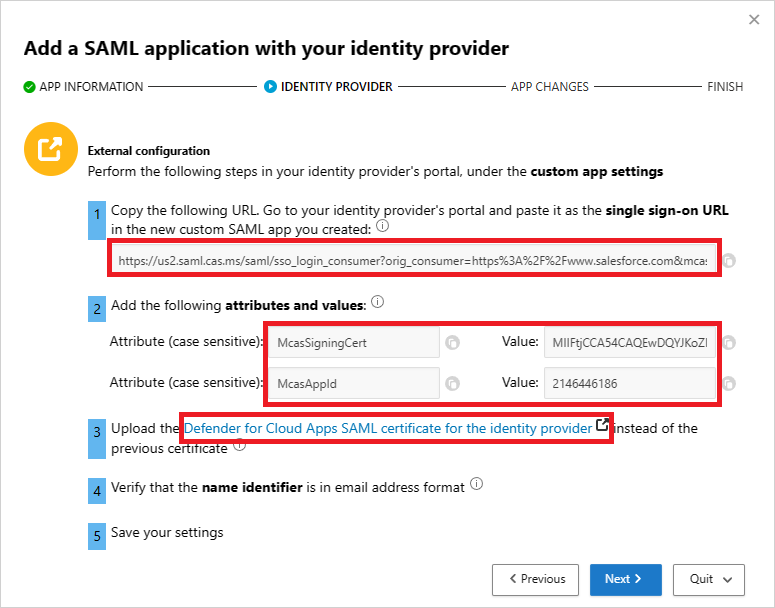 Add a SAML application with your identity provider
APP INFORMATION IDENTITY PROVIDER APP CHANGES FINISH
External configuration
Perform the following steps in your identity provider's portal, under the custom app settings
1 Copy the following URL. Go to your identity provider's portal and paste it as the single sign-on URL
in the new custom SAML app you created:
https://us2.saml.cas.ms/saml/sso_login_consumer?orig_consumer=https%3A%2F%2Fwww.salesforce.com&mcas
2 Add the following attributes and values:
Attribute (case sensitive): McasSigningCert Value: MIIFtjCCA54CAQEwDQYJKoZI
Attribute (case sensitive): McasAppId Value: 2146446186
3 Upload the Defender for Cloud Apps SAML certificate for the identity provider instead of the
previous certificate
4 Verify that the name identifier is in email address format
5 Save your settings
Previous Next Quit